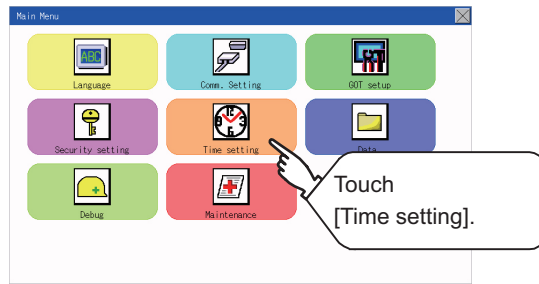 Main Menu
ABC
Language
Comm. Setting
GOT setup
Security setting
Time setting
Data
Debug
Maintenance
Touch
[Time setting].